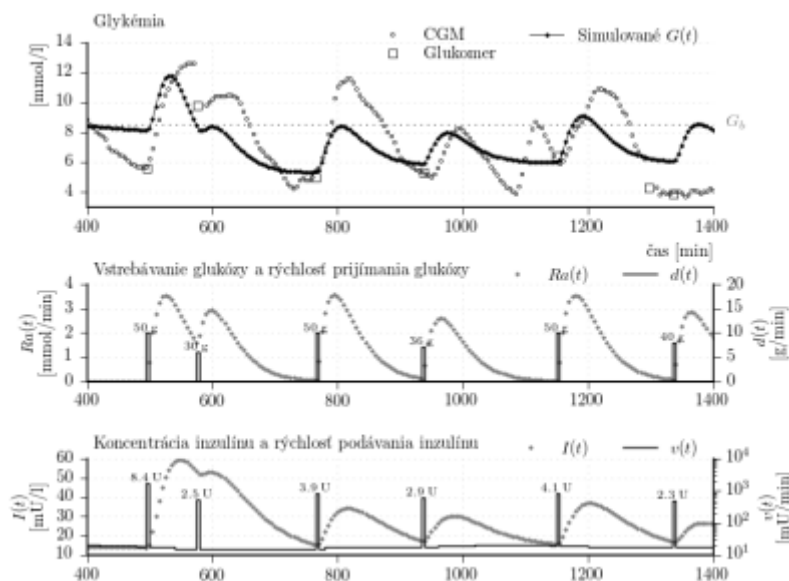 Glykémia
[mmol/l]
CGM
Glukomer
Simulované G(t)
14
12
10
8
6
4
G_b
400 600 800 1000 1200 1400
čas [min]
Vstrebávanie glukózy a rýchlosť prijímania glukózy
Ra(t)
d(t)
Ra(t)
[mmol/min]
4
3
2
1
0
50 g
30 g
50 g
36 g
50 g
40 g
20
15
10
5
0
d(t)
[g/min]
400 600 800 1000 1200 1400
Koncentrácia inzulínu a rýchlosť podávania inzulínu
I(t)
v(t)
I(t)
[mU/l]
60
50
40
30
20
10
8.4 U
2.5 U
3.9 U
2.9 U
4.1 U
2.3 U
10^4
10^3
10^2
10^1
v(t)
[mU/min]
400 600 800 1000 1200 1400